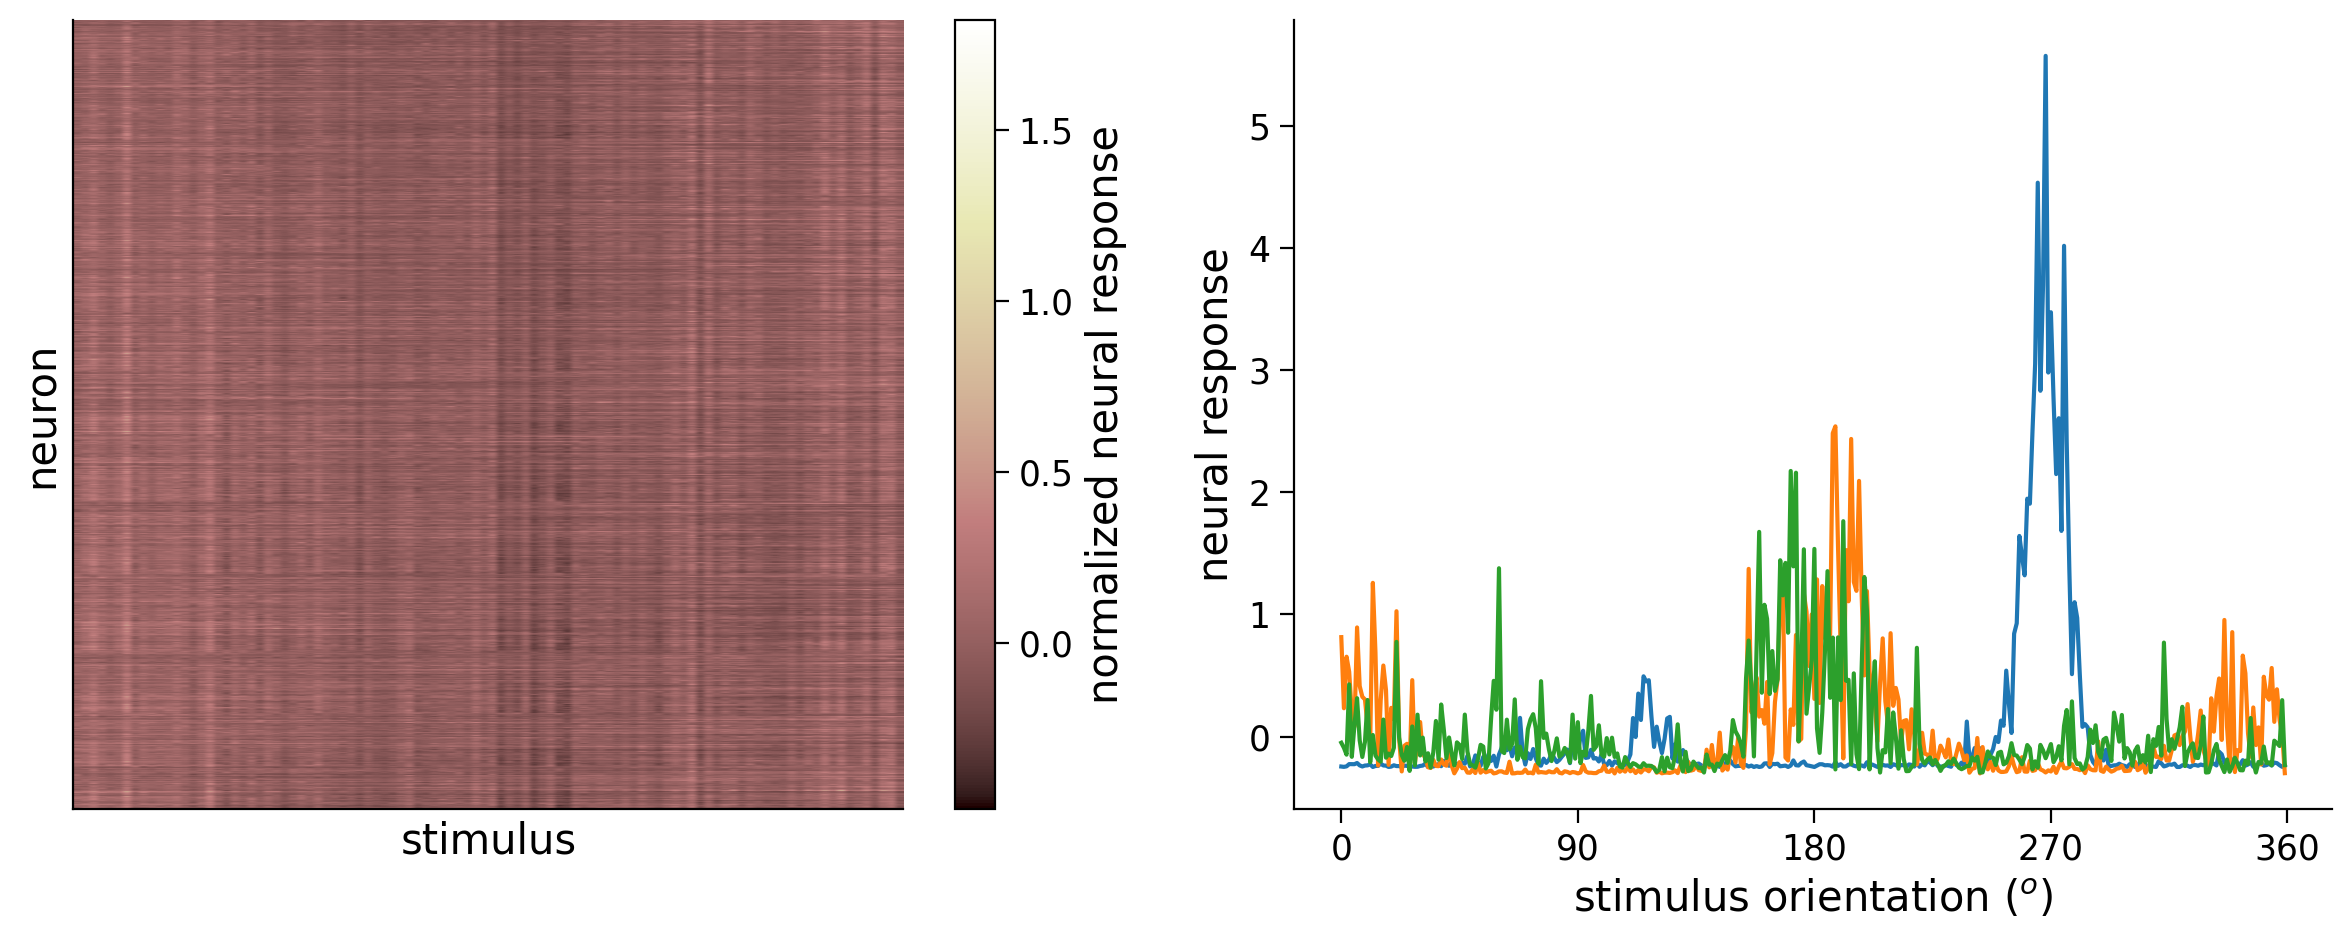 neuron
stimulus
1.5
1.0
0.5
0.0
normalized neural response
neural response
5
4
3
2
1
0
0 90 180 270 360
stimulus orientation (o)